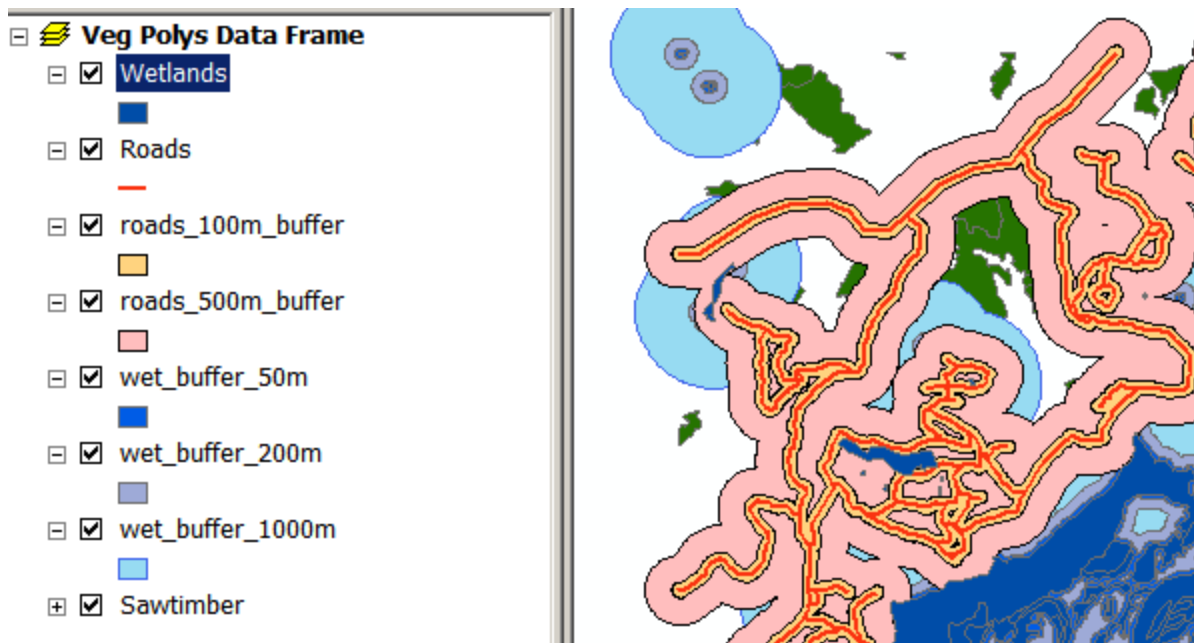 Veg Polys Data Frame
Wetlands
Roads
roads_100m_buffer
roads_500m_buffer
wet_buffer_50m
wet_buffer_200m
wet_buffer_1000m
Sawtimber